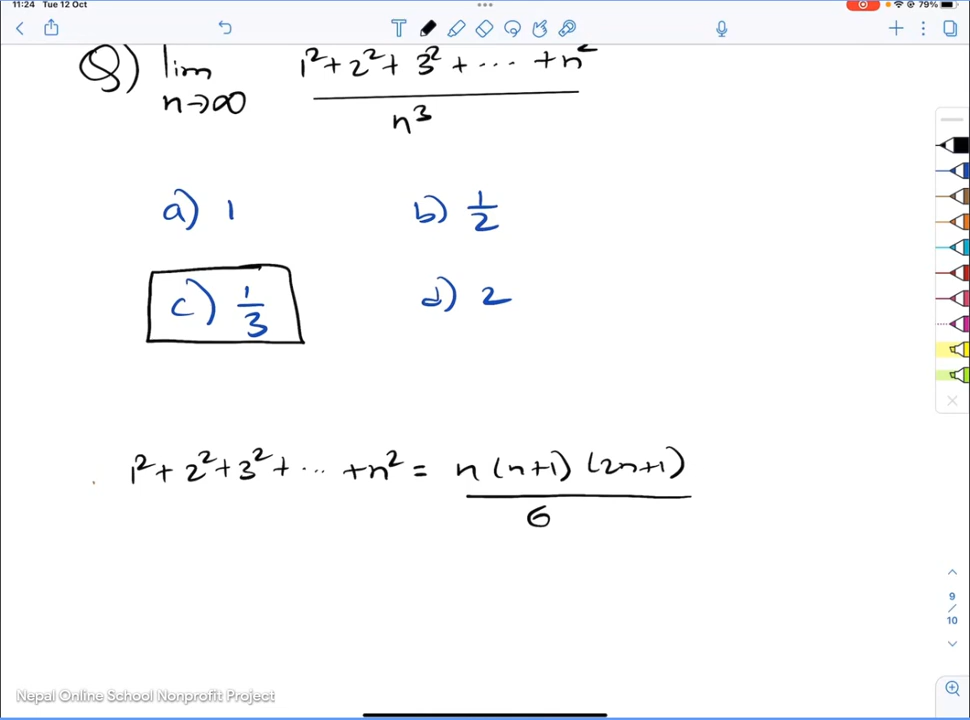 11:24 Tue 12 Oct
79%
Q) lim n→∞ 1²+2²+3²+⋯+n² / n³
a) 1 b) 1/2
c) 1/3 d) 2
1²+2²+3²+⋯+n² = n(n+1)(2n+1) / 6
9
/
10
Nepal Online School Nonprofit Project